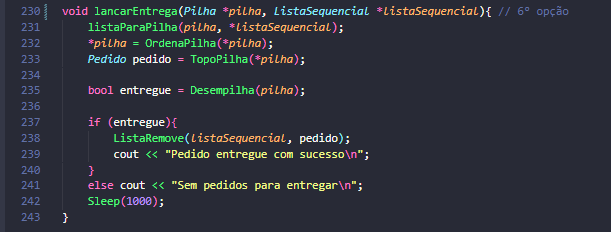 230 void lancarEntrega(Pilha *pilha, ListaSequencial *listaSequencial){ // 6º opção
231 listaParaPilha(pilha, *listaSequencial);
232 *pilha = OrdenaPilha(*pilha);
233 Pedido pedido = TopoPilha(*pilha);
234
235 bool entregue = Desempilha(pilha);
236
237 if (entregue){
238 ListaRemove(listaSequencial, pedido);
239 cout << "Pedido entregue com sucesso\n";
240 }
241 else cout << "Sem pedidos para entregar\n";
242 Sleep(1000);
243 }